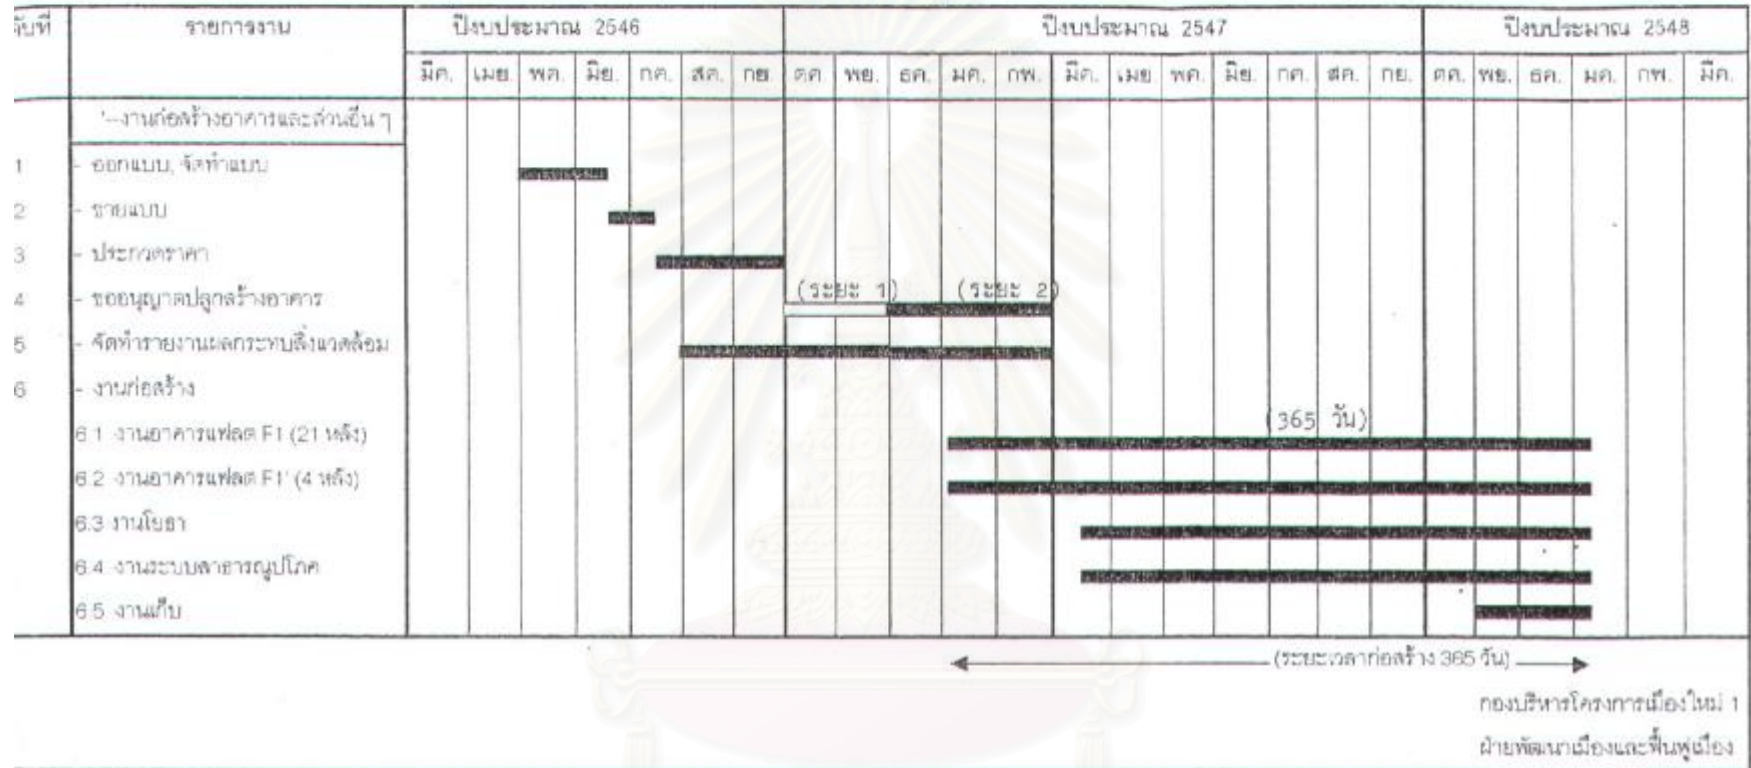 ดับที่ รายการงาน ปีงบประมาณ 2546 ปีงบประมาณ 2547 ปีงบประมาณ 2548
มีค. เมย พค. มิย. กค. สค. กย. ตค พย. ธค. มค. กพ. มีค. เมย พค. มิย. กค. สค. กย. ตค. พย. ธค. มค. กพ. มีค.
'--งานก่อสร้างอาคารและส่วนอื่น ๆ
1 - ออกแบบ, จัดทำแบบ
2 - ขายแบบ
3 - ประกวดราคา
4 - ขออนุญาตปลูกสร้างอาคาร (ระยะ 1) (ระยะ 2)
5 - จัดทำรายงานผลกระทบสิ่งแวดล้อม
6 - งานก่อสร้าง
6.1 งานอาคารแฟลต F1 (21 หลัง) (365 วัน)
6.2 งานอาคารแฟลต F1' (4 หลัง)
6.3 งานโยธา
6.4 งานระบบสาธารณูปโภค
6.5 งานเก็บ
(ระยะเวลาก่อสร้าง 365 วัน)
กองบริหารโครงการเมืองใหม่ 1
ฝ่ายพัฒนาเมืองและฟื้นฟูเมือง